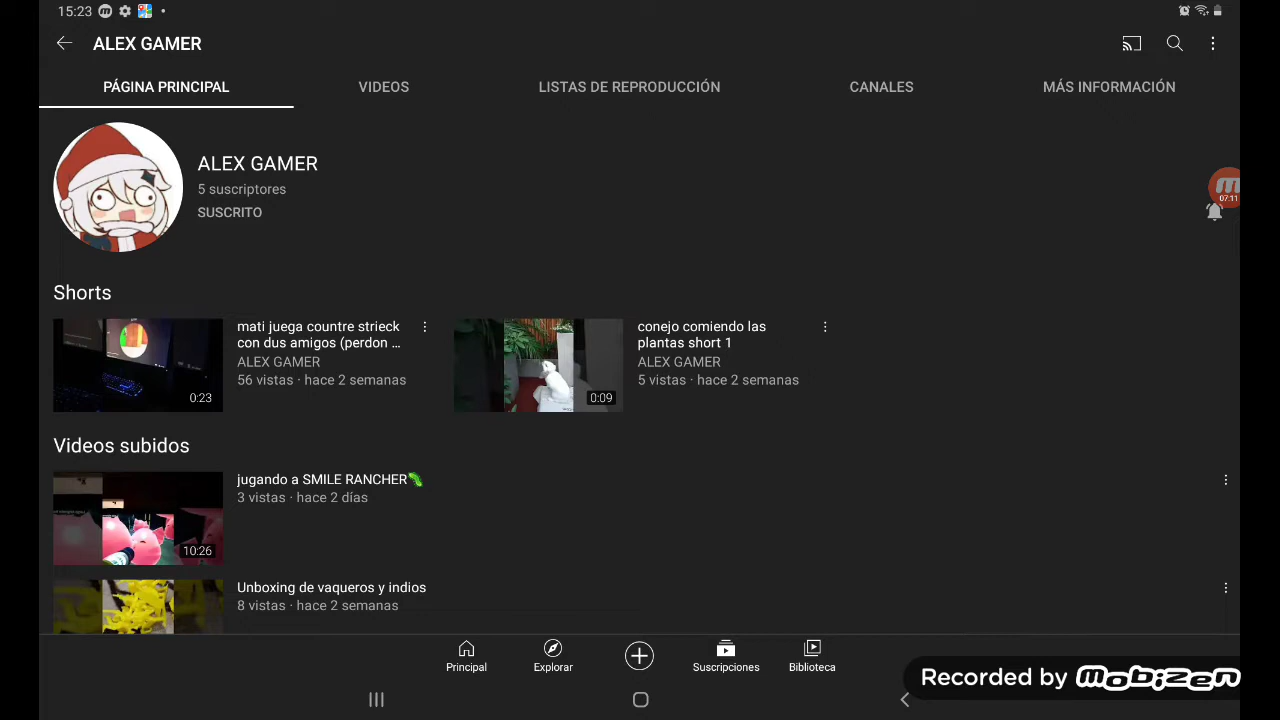 15:23
ALEX GAMER
PÁGINA PRINCIPAL
VIDEOS
LISTAS DE REPRODUCCIÓN
CANALES
MÁS INFORMACIÓN
ALEX GAMER
5 suscriptores
SUSCRITO
07:11
Shorts
mati juega countre strieck
con dus amigos (perdon ...
ALEX GAMER
56 vistas · hace 2 semanas
0:23
conejo comiendo las
plantas short 1
ALEX GAMER
5 vistas · hace 2 semanas
0:09
Videos subidos
jugando a SMILE RANCHER🐛
3 vistas · hace 2 días
10:26
Unboxing de vaqueros y indios
8 vistas · hace 2 semanas
Principal
Explorar
Suscripciones
Biblioteca
Recorded by mobizen